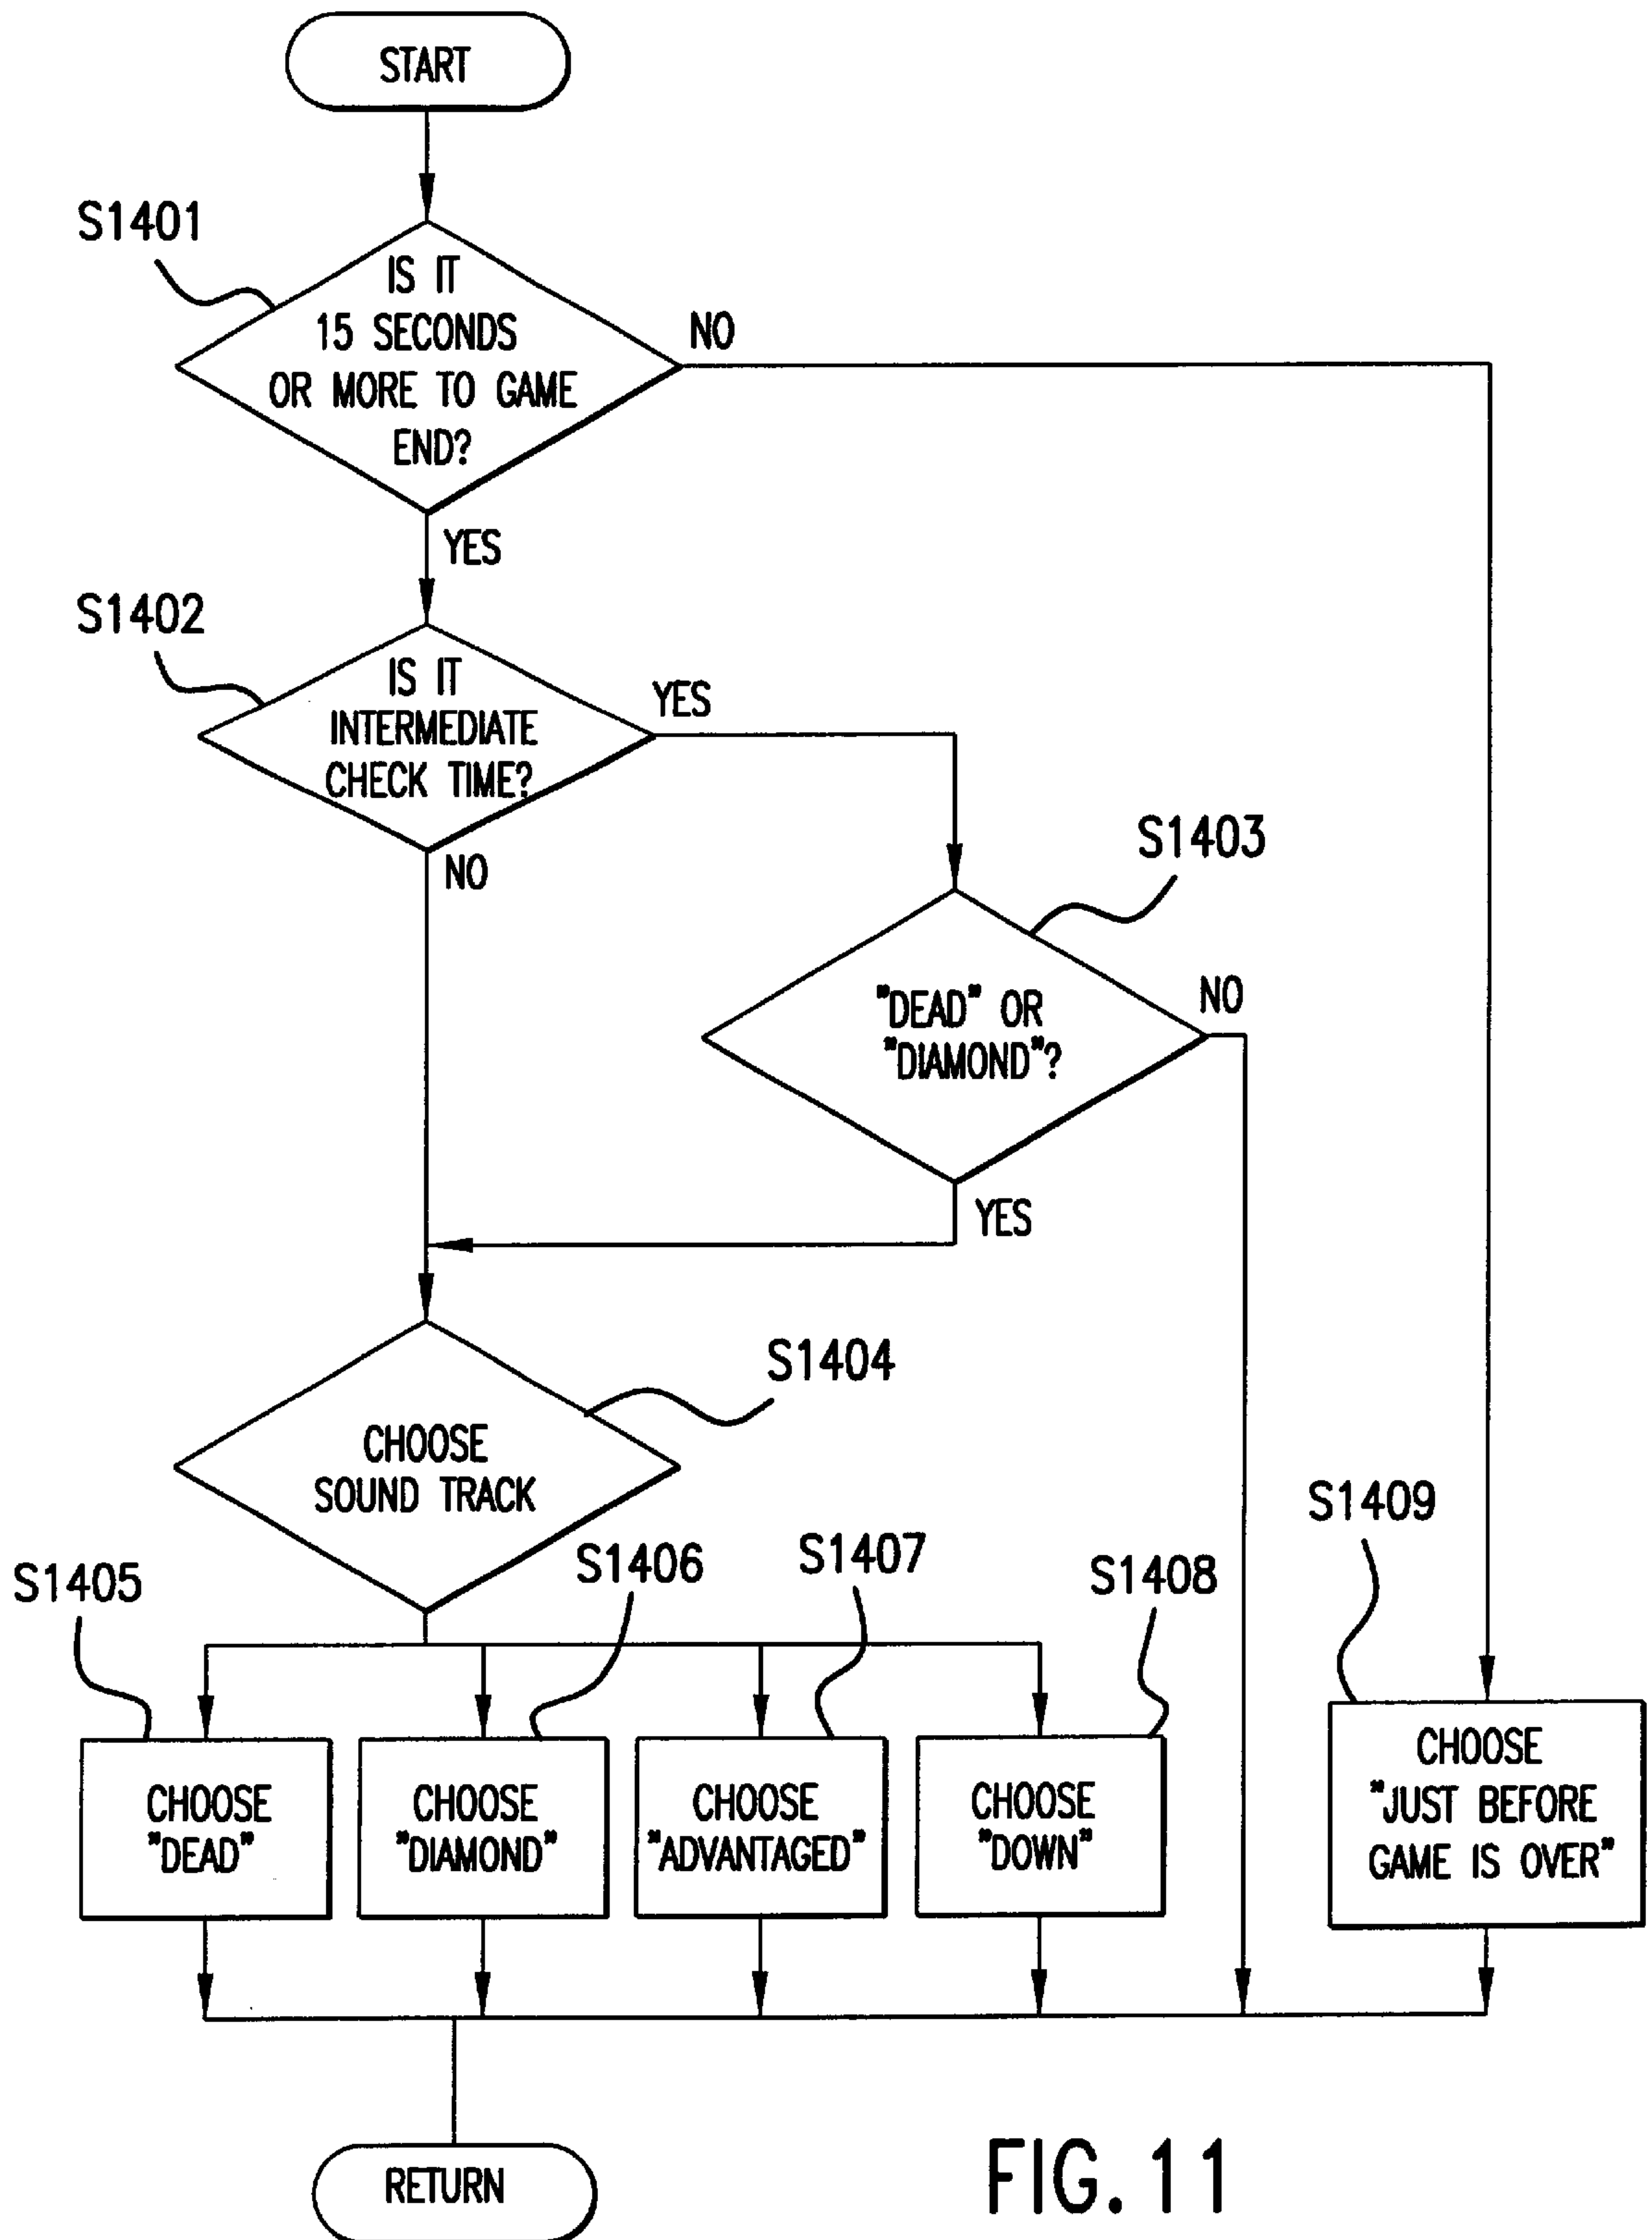 START
S1401
IS IT
15 SECONDS
OR MORE TO GAME
END?
NO
YES
S1402
IS IT
INTERMEDIATE
CHECK TIME?
YES
NO
S1403
"DEAD" OR
"DIAMOND"?
NO
YES
S1404
CHOOSE
SOUND TRACK
S1405
S1406
S1407
S1408
S1409
CHOOSE
"DEAD"
CHOOSE
"DIAMOND"
CHOOSE
"ADVANTAGED"
CHOOSE
"DOWN"
CHOOSE
"JUST BEFORE
GAME IS OVER"
RETURN
FIG. 11